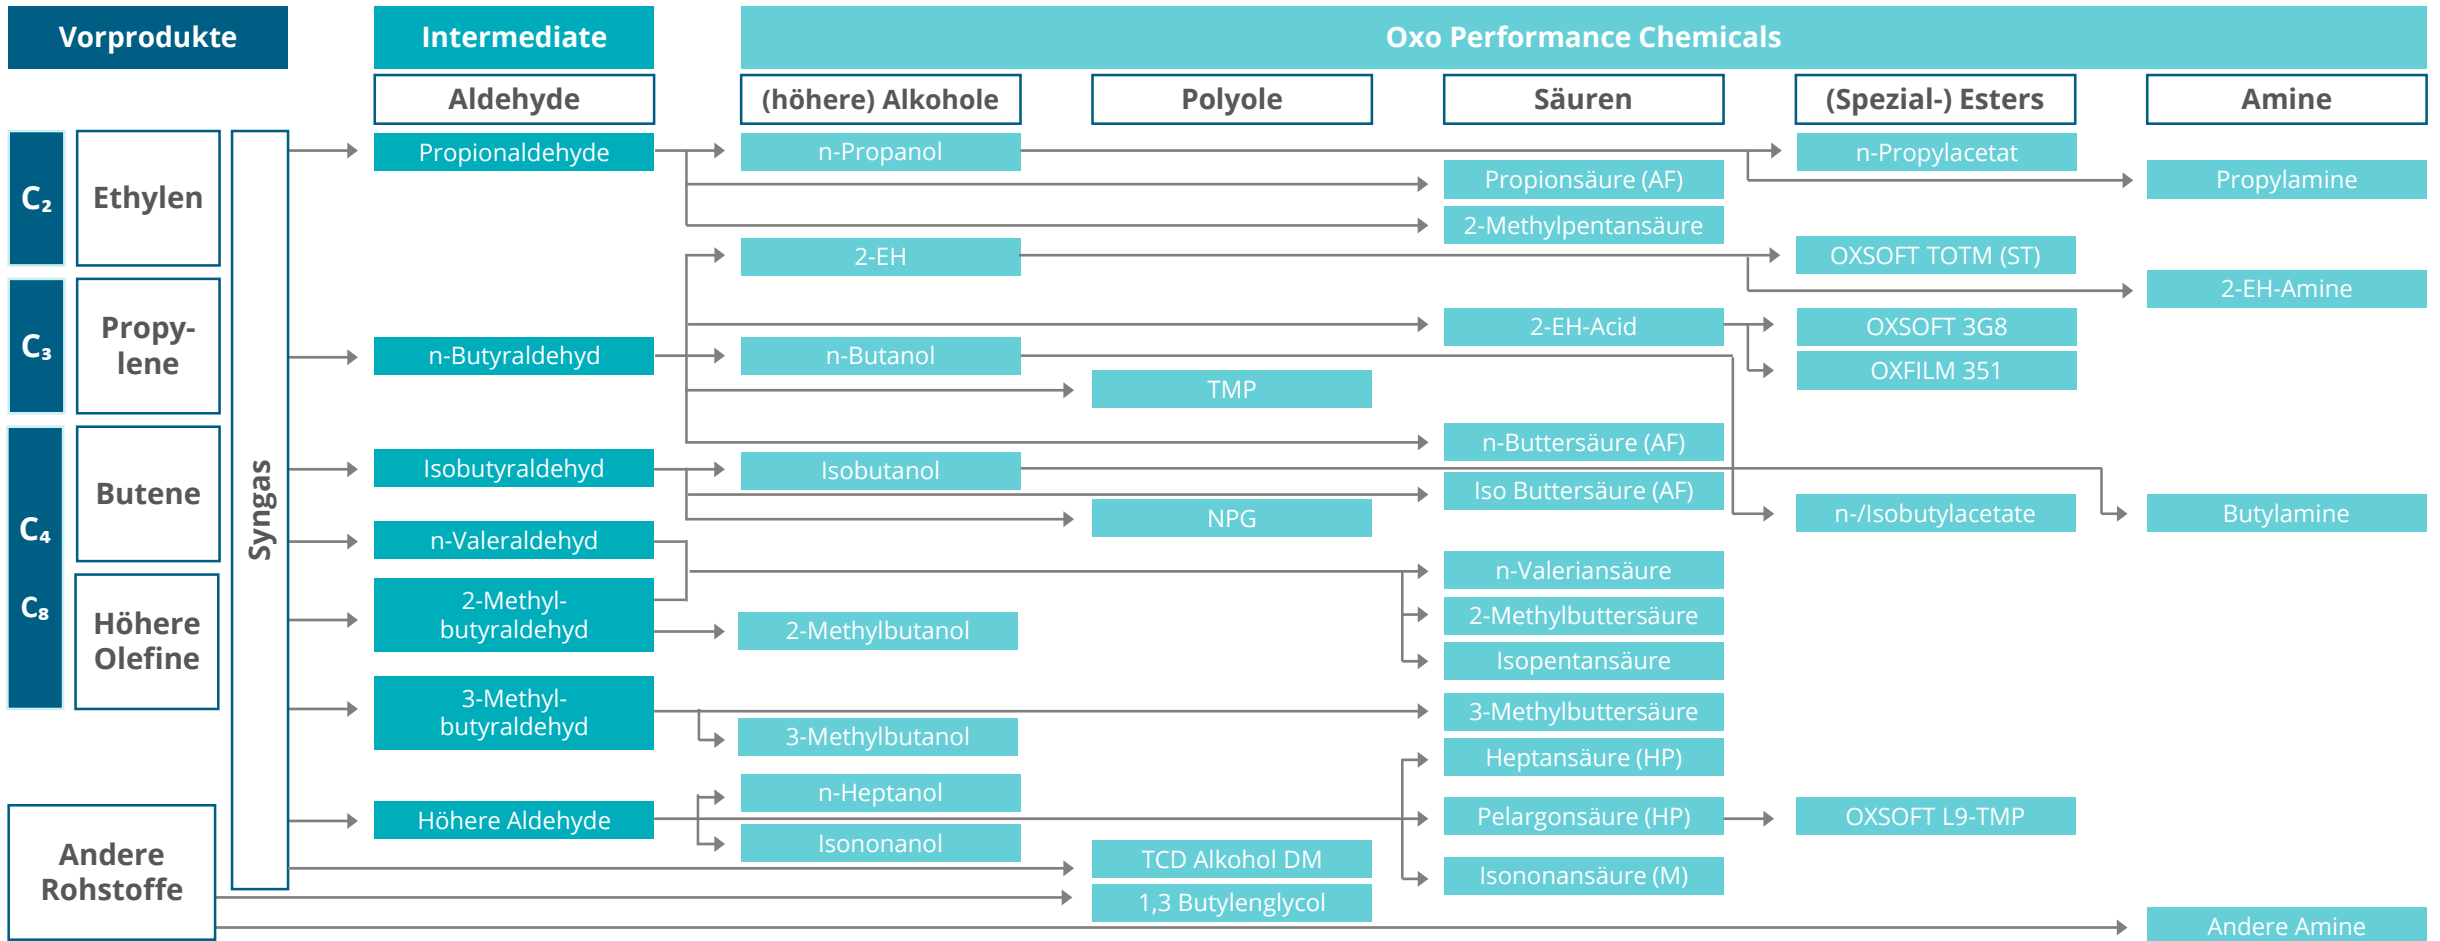 Vorprodukte
Intermediate
Oxo Performance Chemicals
Aldehyde
(höhere) Alkohole
Polyole
Säuren
(Spezial-) Esters
Amine
C₂
Ethylen
C₃
Propy-
lene
C₄
C₈
Butene
Höhere
Olefine
Andere
Rohstoffe
Syngas
Propionaldehyde
n-Butyraldehyd
Isobutyraldehyd
n-Valeraldehyd
2-Methyl-
butyraldehyd
3-Methyl-
butyraldehyd
Höhere Aldehyde
n-Propanol
2-EH
n-Butanol
Isobutanol
2-Methylbutanol
3-Methylbutanol
n-Heptanol
Isononanol
TMP
NPG
TCD Alkohol DM
1,3 Butylenglycol
Propionsäure (AF)
2-Methylpentansäure
2-EH-Acid
n-Buttersäure (AF)
Iso Buttersäure (AF)
n-Valeriansäure
2-Methylbuttersäure
Isopentansäure
3-Methylbuttersäure
Heptansäure (HP)
Pelargonsäure (HP)
Isononansäure (M)
n-Propylacetat
OXSOFT TOTM (ST)
OXSOFT 3G8
OXFILM 351
n-/Isobutylacetate
OXSOFT L9-TMP
Propylamine
2-EH-Amine
Butylamine
Andere Amine